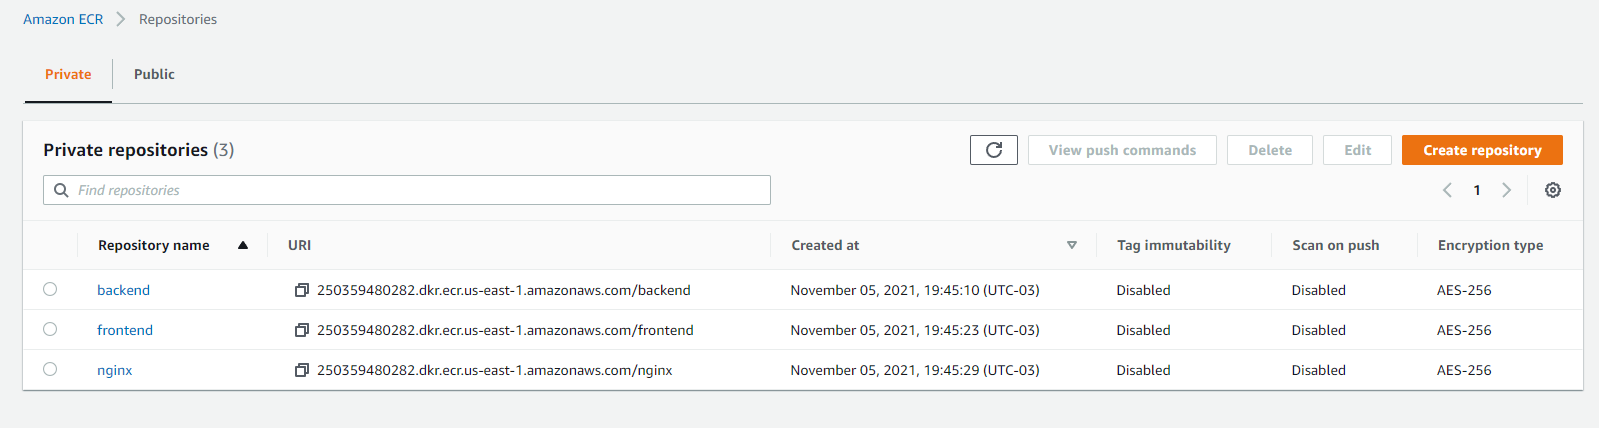 Amazon ECR > Repositories
Private Public
Private repositories (3) View push commands Delete Edit Create repository
Find repositories 1
Repository name URI Created at Tag immutability Scan on push Encryption type
backend 250359480282.dkr.ecr.us-east-1.amazonaws.com/backend November 05, 2021, 19:45:10 (UTC-03) Disabled Disabled AES-256
frontend 250359480282.dkr.ecr.us-east-1.amazonaws.com/frontend November 05, 2021, 19:45:23 (UTC-03) Disabled Disabled AES-256
nginx 250359480282.dkr.ecr.us-east-1.amazonaws.com/nginx November 05, 2021, 19:45:29 (UTC-03) Disabled Disabled AES-256